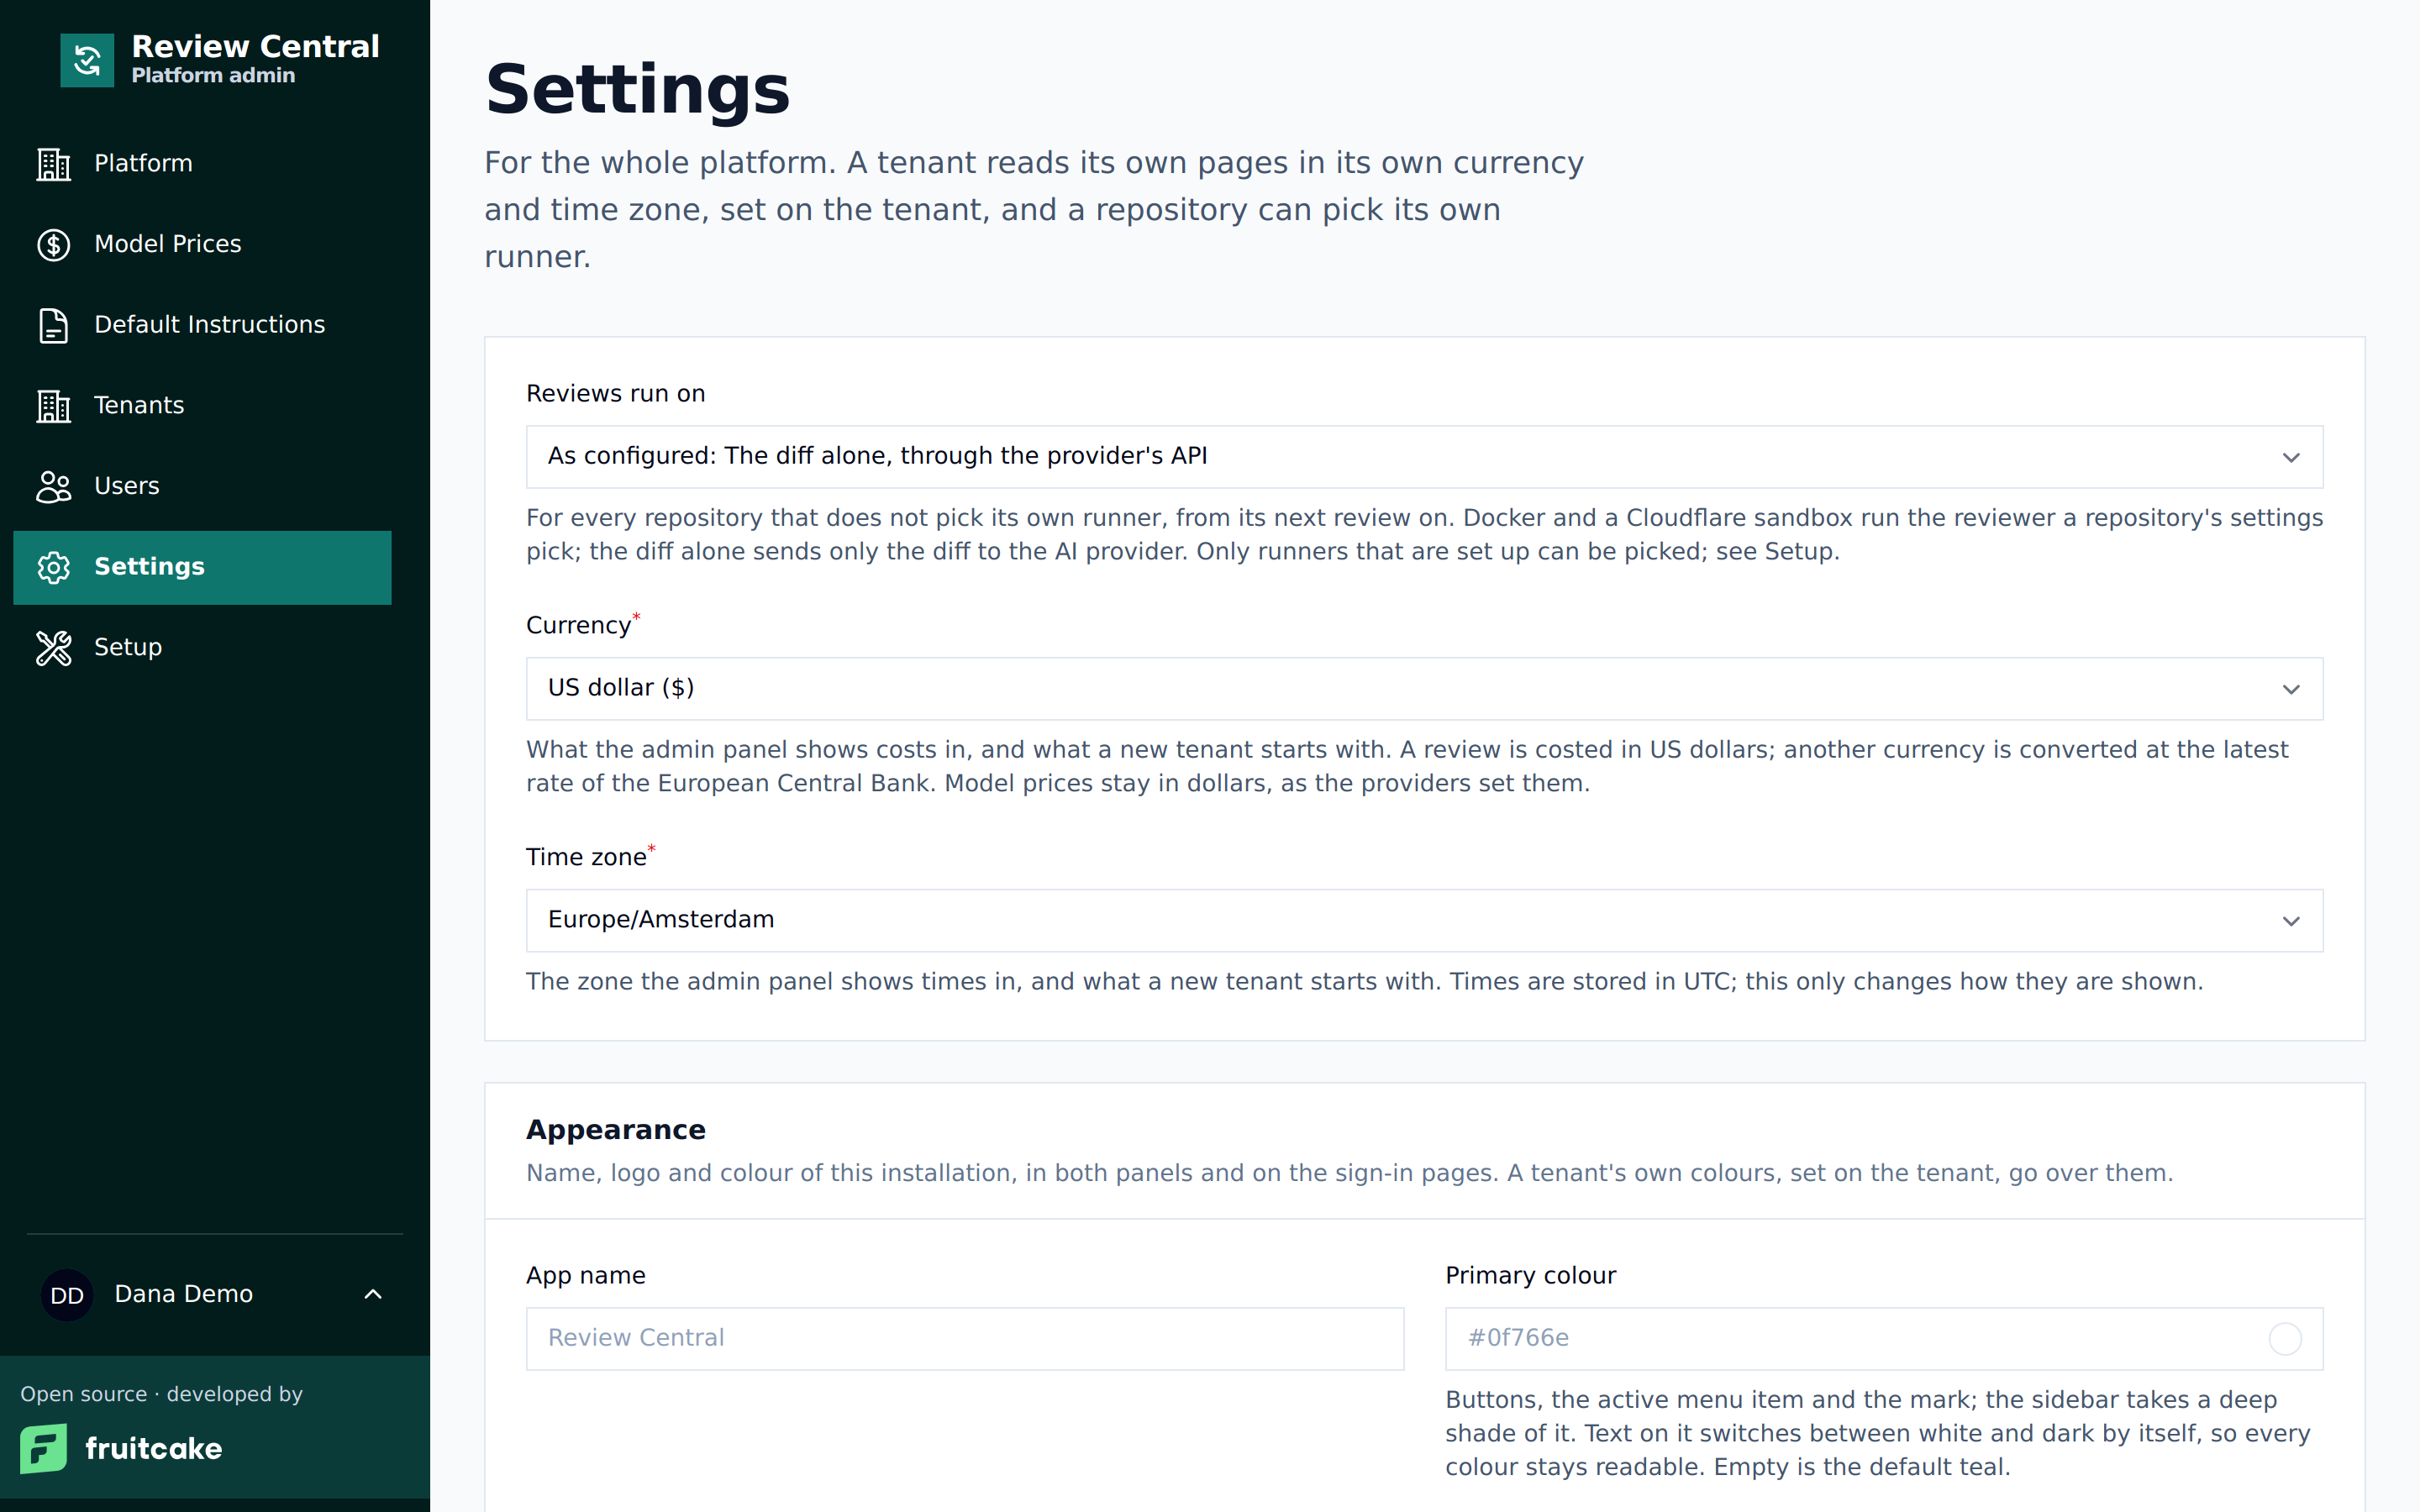 Review Central
Platform admin
Platform
Model Prices
Default Instructions
Tenants
Users
Settings
Setup
DD
Dana Demo
Open source · developed by
fruitcake
Settings
For the whole platform. A tenant reads its own pages in its own currency
and time zone, set on the tenant, and a repository can pick its own
runner.
Reviews run on
As configured: The diff alone, through the provider's API
For every repository that does not pick its own runner, from its next review on. Docker and a Cloudflare sandbox run the reviewer a repository's settings
pick; the diff alone sends only the diff to the AI provider. Only runners that are set up can be picked; see Setup.
Currency*
US dollar ($)
What the admin panel shows costs in, and what a new tenant starts with. A review is costed in US dollars; another currency is converted at the latest
rate of the European Central Bank. Model prices stay in dollars, as the providers set them.
Time zone*
Europe/Amsterdam
The zone the admin panel shows times in, and what a new tenant starts with. Times are stored in UTC; this only changes how they are shown.
Appearance
Name, logo and colour of this installation, in both panels and on the sign-in pages. A tenant's own colours, set on the tenant, go over them.
App name
Review Central
Primary colour
#0f766e
Buttons, the active menu item and the mark; the sidebar takes a deep
shade of it. Text on it switches between white and dark by itself, so every
colour stays readable. Empty is the default teal.